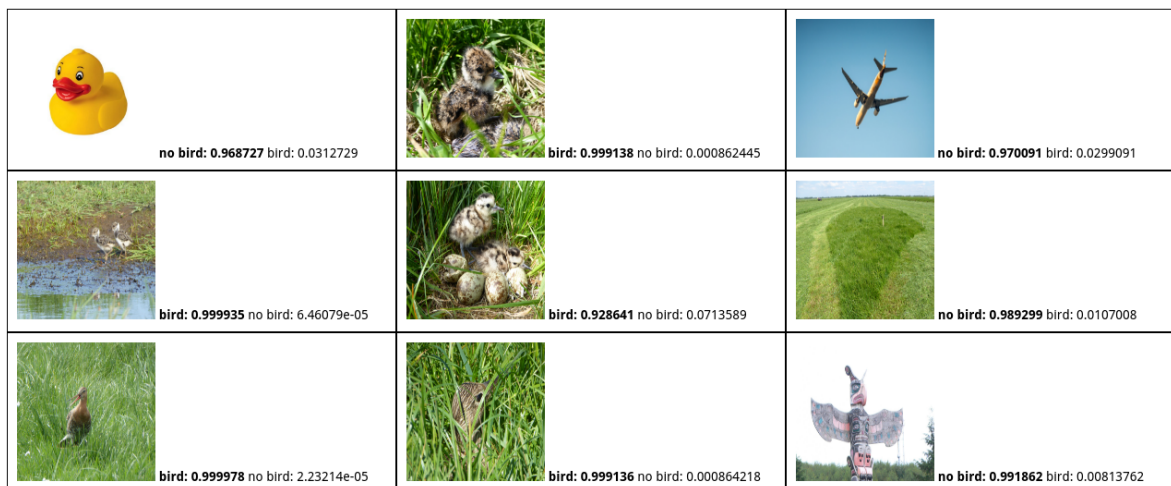 no bird: 0.968727 bird: 0.0312729
bird: 0.999138 no bird: 0.000862445
no bird: 0.970091 bird: 0.0299091
bird: 0.999935 no bird: 6.46079e-05
bird: 0.928641 no bird: 0.0713589
no bird: 0.989299 bird: 0.0107008
bird: 0.999978 no bird: 2.23214e-05
bird: 0.999136 no bird: 0.000864218
no bird: 0.991862 bird: 0.00813762